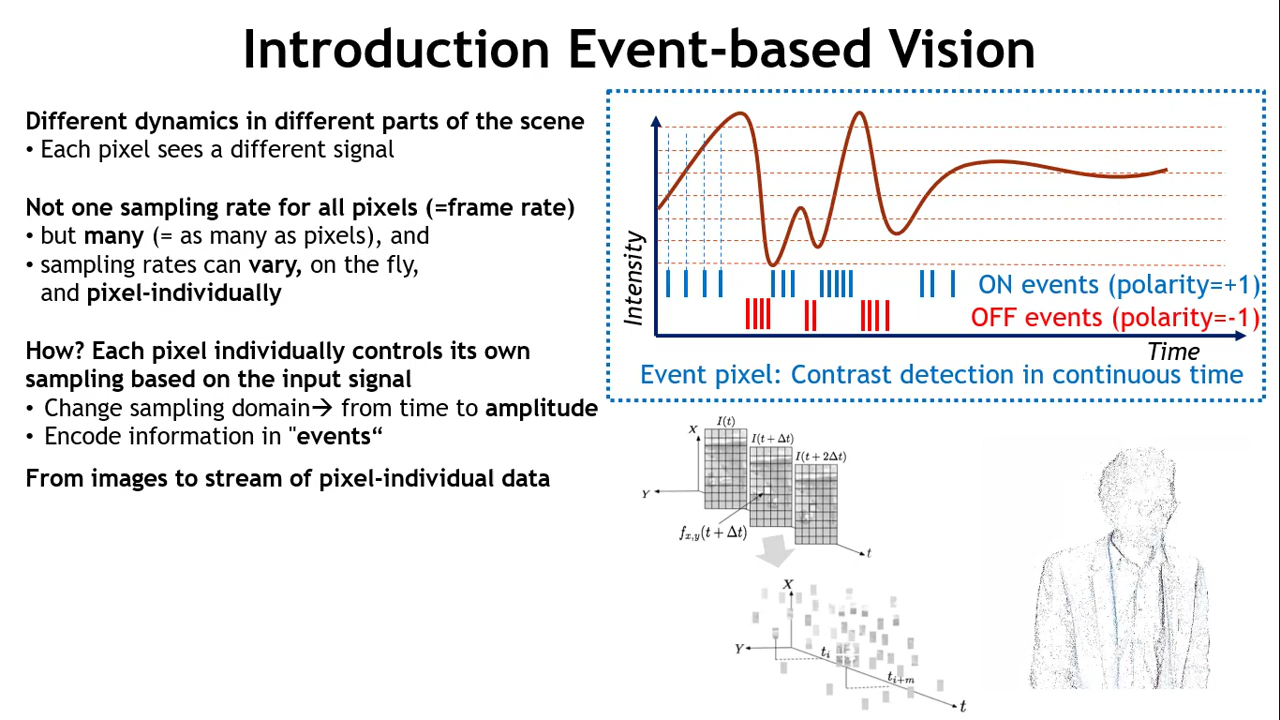 Introduction Event-based Vision
Different dynamics in different parts of the scene
• Each pixel sees a different signal
Not one sampling rate for all pixels (=frame rate)
• but many (= as many as pixels), and
• sampling rates can vary, on the fly,
and pixel-individually
How? Each pixel individually controls its own
sampling based on the input signal
• Change sampling domain→ from time to amplitude
• Encode information in "events“
From images to stream of pixel-individual data
Intensity
ON events (polarity=+1)
OFF events (polarity=-1)
Time
Event pixel: Contrast detection in continuous time
I(t)
X
I(t + Δt)
I(t + 2Δt)
Y
f_{x,y}(t + Δt)
t
X
Y
t_i
t_{i+m}
t